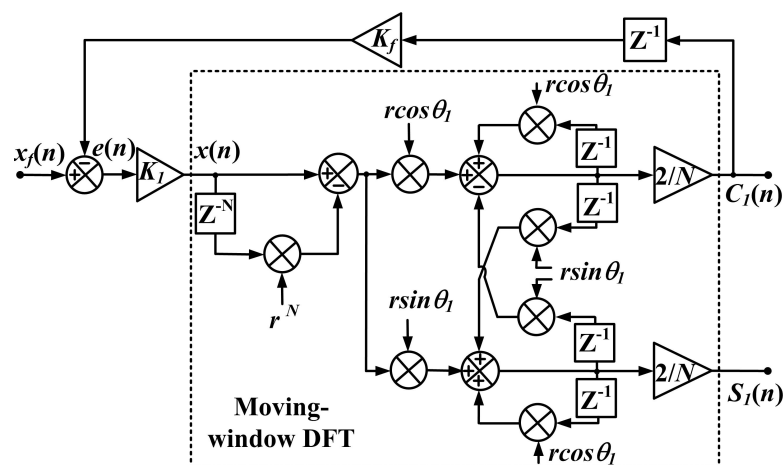 K_f
Z^-1
rcosθ_1
x_f(n)
e(n)
K_1
x(n)
rcosθ_1
Z^-1
2/N
C_1(n)
Z^-N
Z^-1
r^N
rsinθ_1
rsinθ_1
Z^-1
2/N
S_1(n)
Z^-1
Moving-
window DFT
rcosθ_1